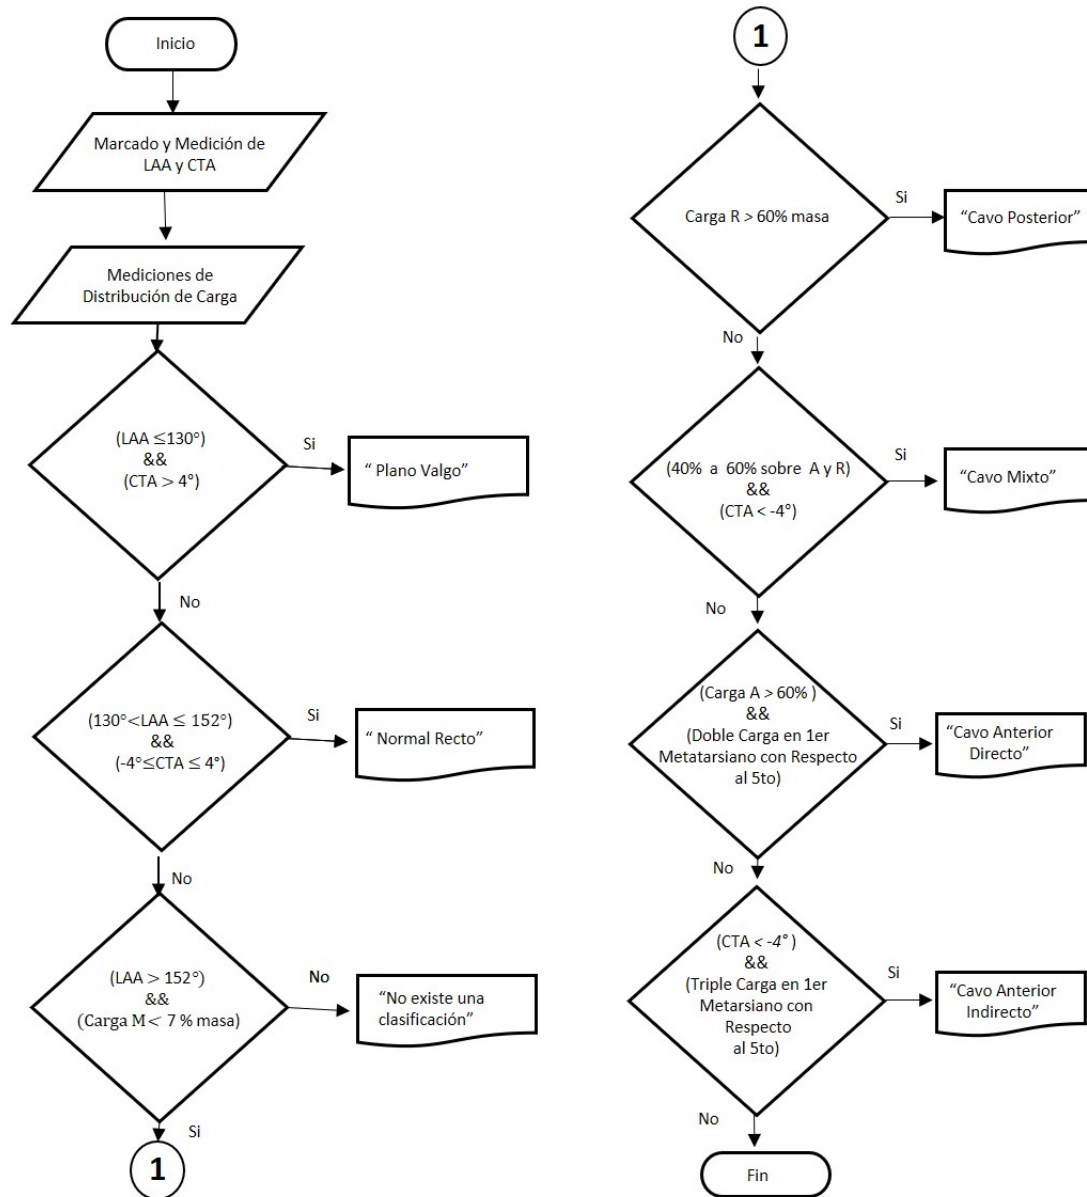 Inicio
Marcado y Medición de
LAA y CTA
Mediciones de
Distribución de Carga
(LAA ≤130°)
&&
(CTA > 4°)
Si
“ Plano Valgo”
No
(130°<LAA ≤ 152°)
&&
(-4°≤CTA ≤ 4°)
Si
“ Normal Recto”
No
(LAA > 152°)
&&
(Carga M< 7 % masa)
No
“No existe una
clasificación”
Si
1
1
Carga R > 60% masa
Si
“Cavo Posterior”
No
(40% a 60% sobre A y R)
&&
(CTA < -4°)
Si
“Cavo Mixto”
No
(Carga A > 60% )
&&
(Doble Carga en 1er
Metatarsiano con Respecto
al 5to)
Si
“Cavo Anterior
Directo”
No
(CTA < -4° )
&&
(Triple Carga en 1er
Metarsiano con
Respecto
al 5to)
Si
“Cavo Anterior
Indirecto”
No
Fin